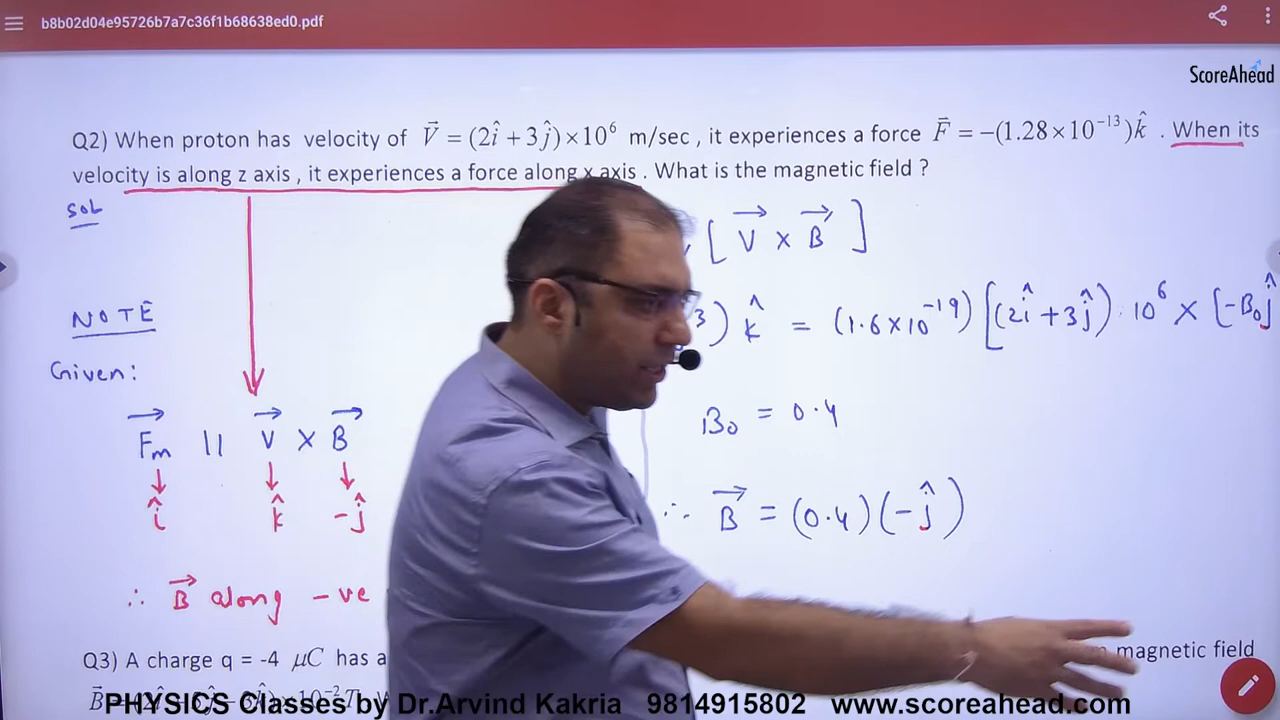 b8b02d04e95726b7a7c36f1b68638ed0.pdf
ScoreAhead
Q2) When proton has velocity of V⃗ = (2î + 3ĵ) × 10⁶ m/sec , it experiences a force F⃗ = −(1.28 × 10⁻¹³)k̂ . When its
velocity is along z axis , it experiences a force along x axis . What is the magnetic field ?
SOL
[ V⃗ × B⃗ ]
NOTE
) k̂ = (1.6×10⁻¹⁹) [(2î + 3ĵ) · 10⁶ × [-B₀ĵ
Given:
B₀ = 0.4
F⃗m || V⃗ × B⃗
î k̂ -ĵ
∴ B⃗ = (0.4)(-ĵ)
∴ B⃗ along -ve
Q3) A charge q = -4 μC has a magnetic field
PHYSICS Classes by Dr.Arvind Kakria 9814915802 www.scoreahead.com